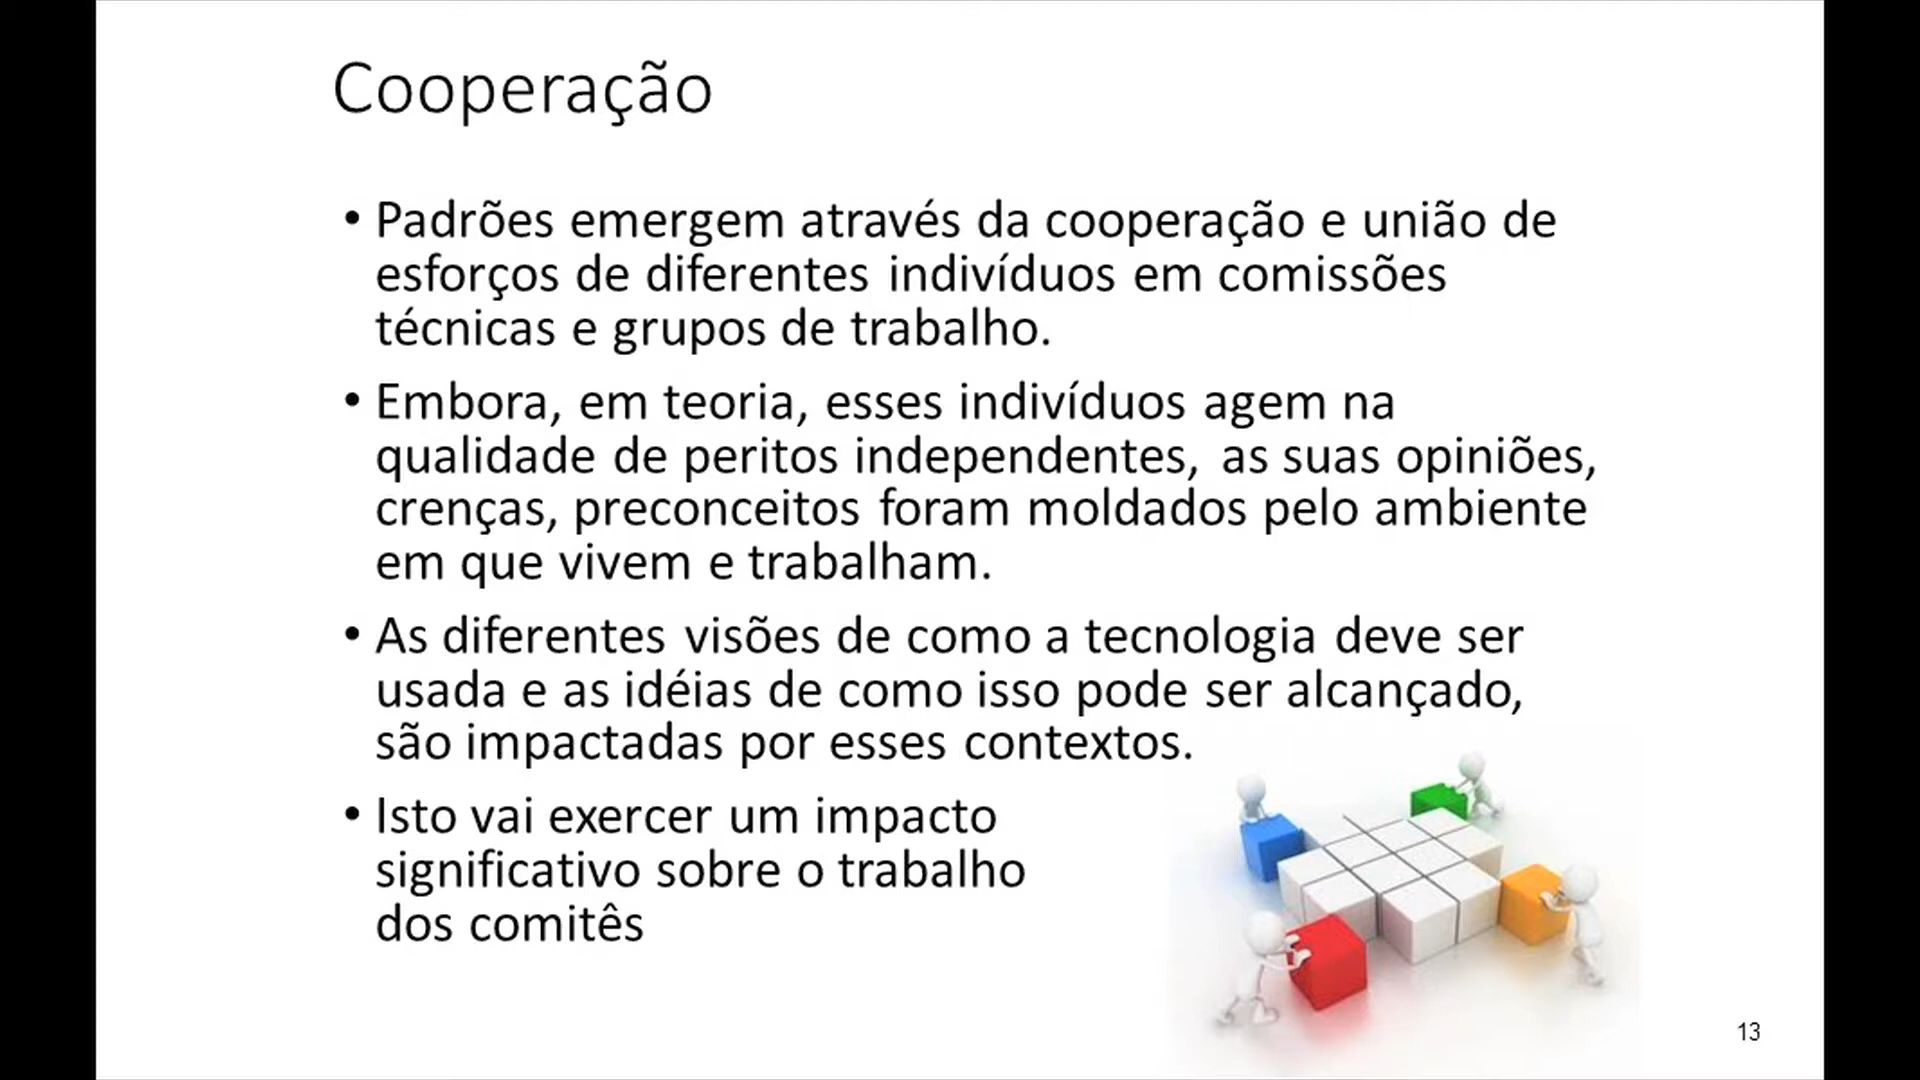 Cooperação
• Padrões emergem através da cooperação e união de
esforços de diferentes indivíduos em comissões
técnicas e grupos de trabalho.
• Embora, em teoria, esses indivíduos agem na
qualidade de peritos independentes, as suas opiniões,
crenças, preconceitos foram moldados pelo ambiente
em que vivem e trabalham.
• As diferentes visões de como a tecnologia deve ser
usada e as idéias de como isso pode ser alcançado,
são impactadas por esses contextos.
• Isto vai exercer um impacto
significativo sobre o trabalho
dos comitês
13